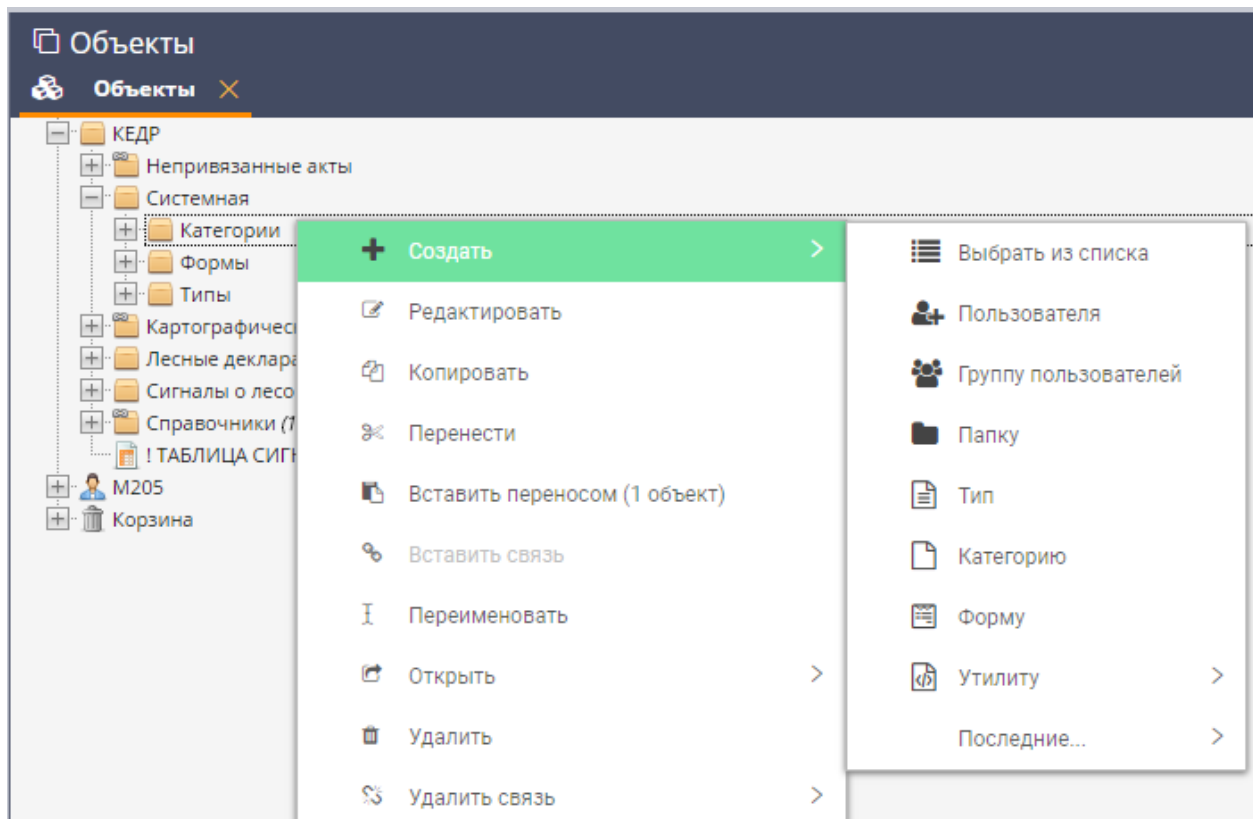 Объекты
Объекты
КЕДР
Непривязанные акты
Системная
Категории
Формы
Типы
Картографичес
Лесные деклара
Сигналы о лесо
Справочники (1
! ТАБЛИЦА СИГН
М205
Корзина
Создать
Редактировать
Копировать
Перенести
Вставить переносом (1 объект)
Вставить связь
Переименовать
Открыть
Удалить
Удалить связь
Выбрать из списка
Пользователя
Группу пользователей
Папку
Тип
Категорию
Форму
Утилиту
Последние...